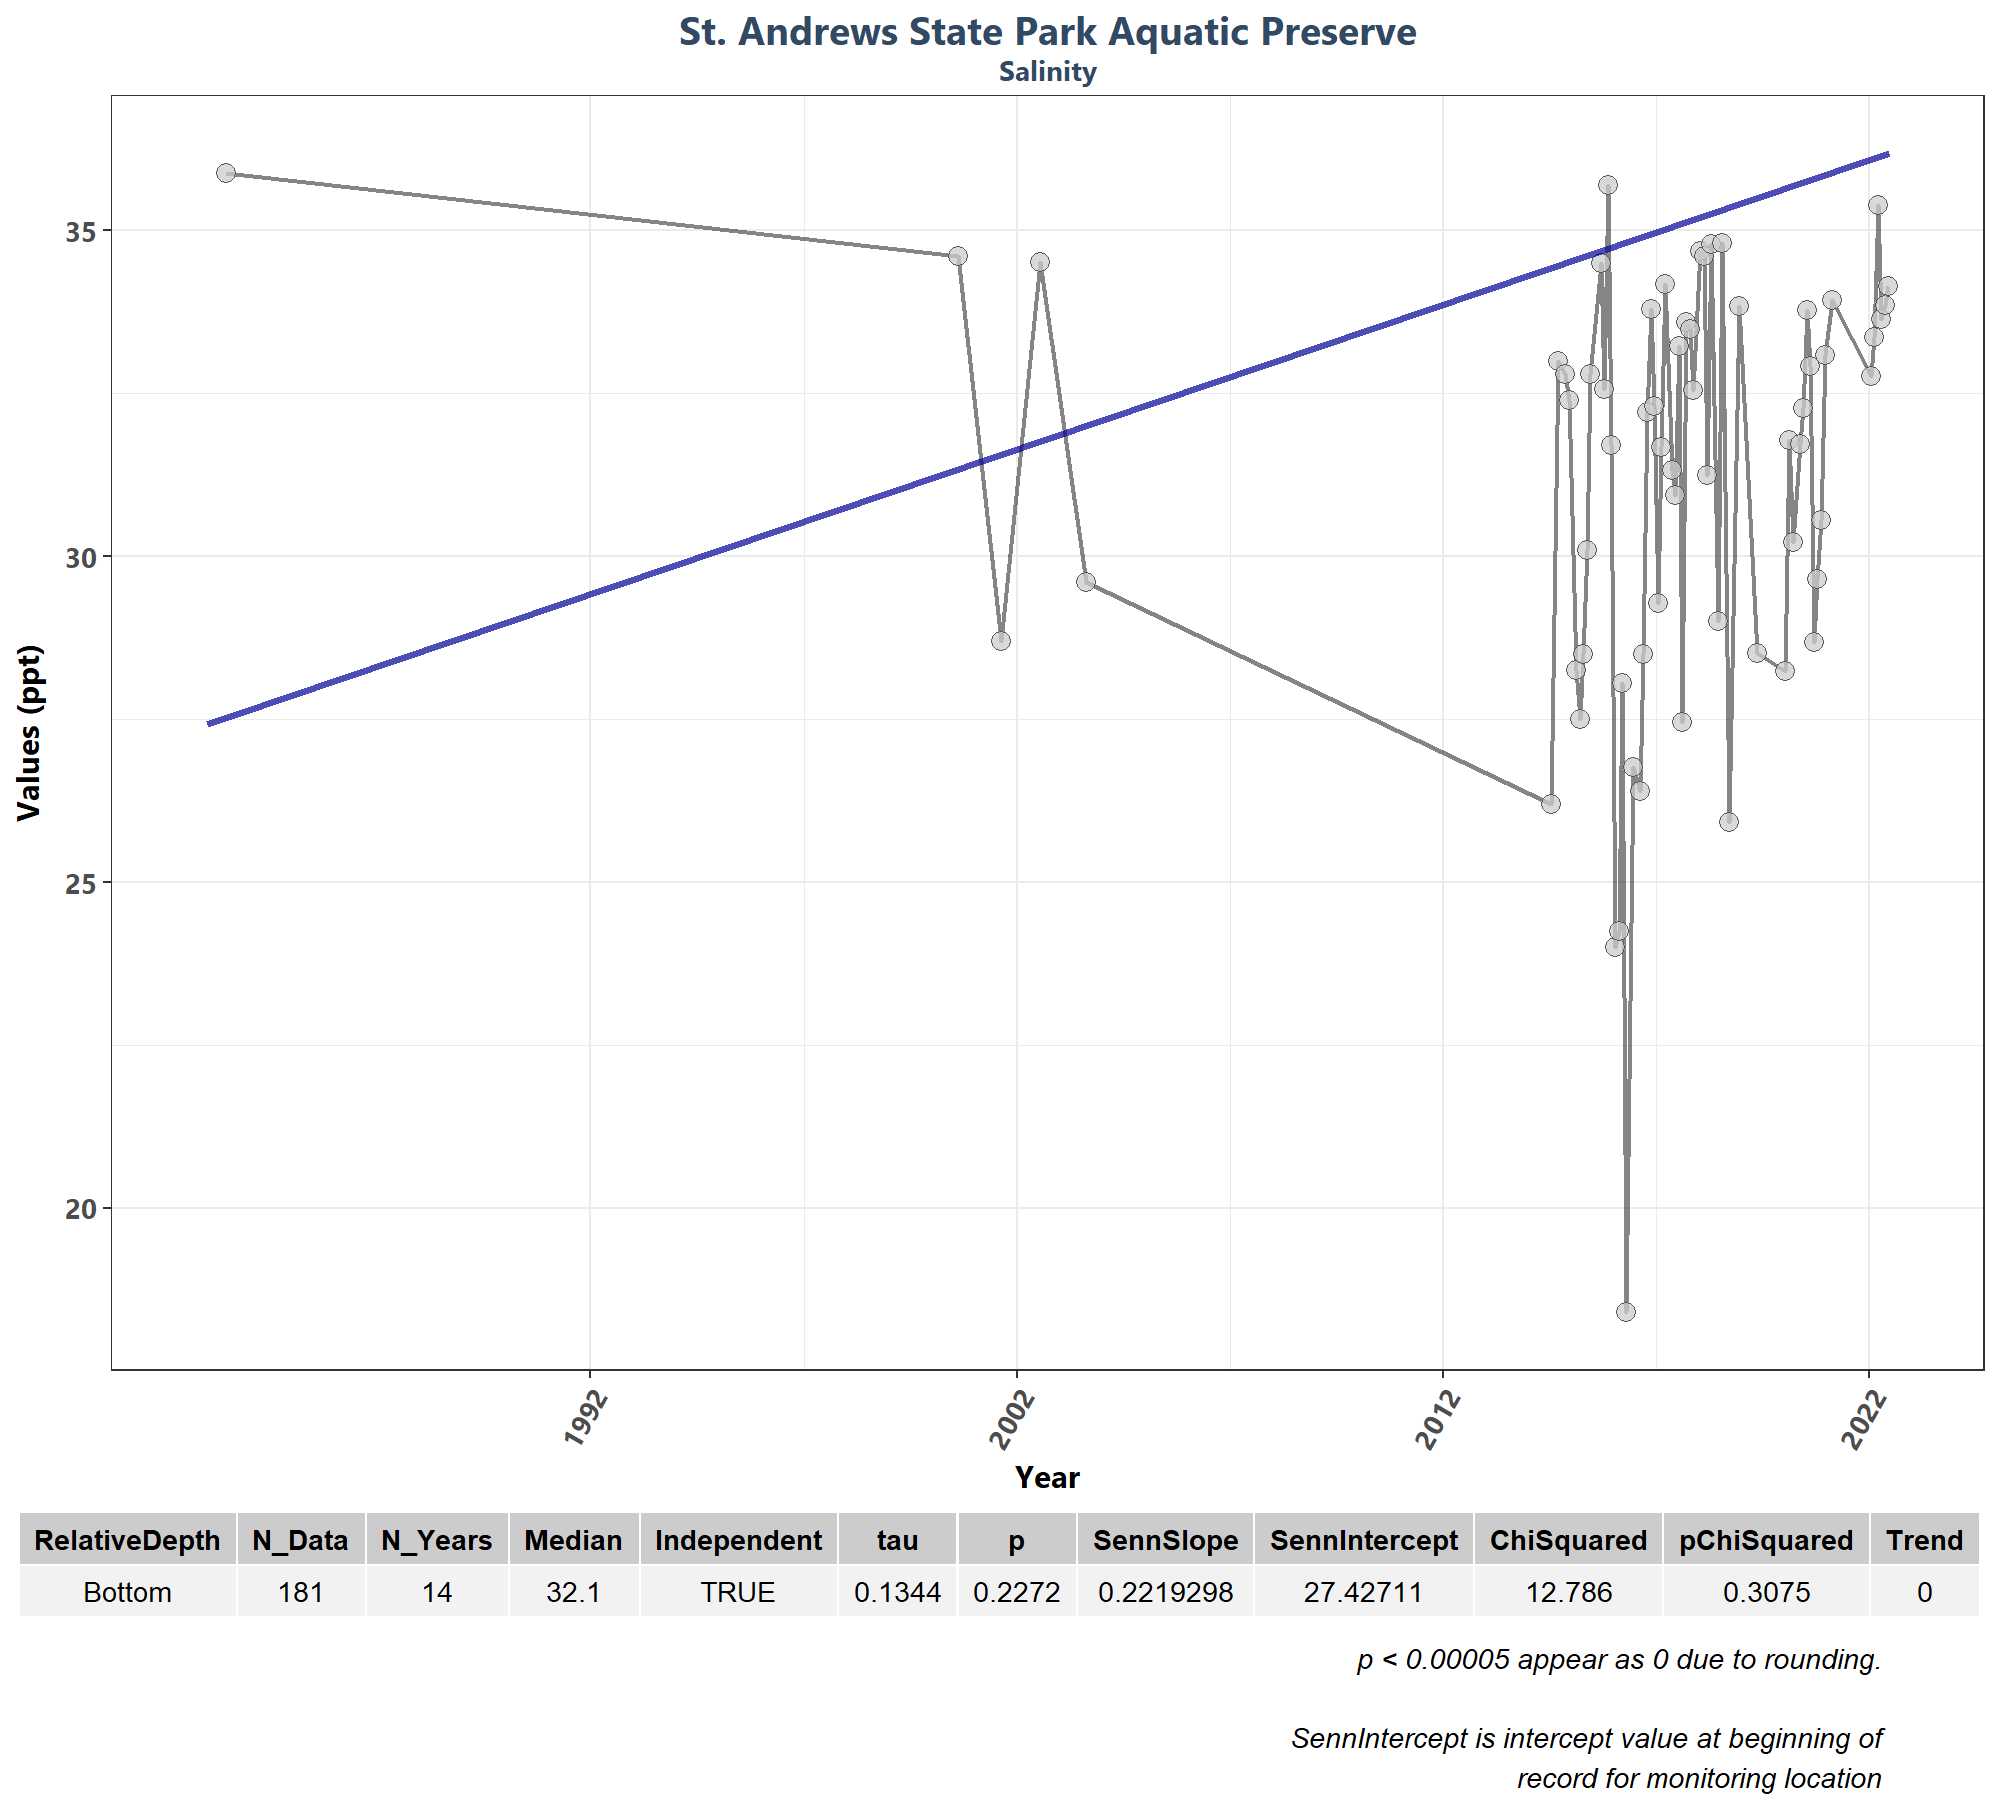 St. Andrews State Park Aquatic Preserve
Salinity
Values (ppt)
35
30
25
20
1992
2002
2012
2022
Year
RelativeDepth N_Data N_Years Median Independent tau p SennSlope SennIntercept ChiSquared pChiSquared Trend
Bottom 181 14 32.1 TRUE 0.1344 0.2272 0.2219298 27.42711 12.786 0.3075 0
p < 0.00005 appear as 0 due to rounding.
SennIntercept is intercept value at beginning of
record for monitoring location